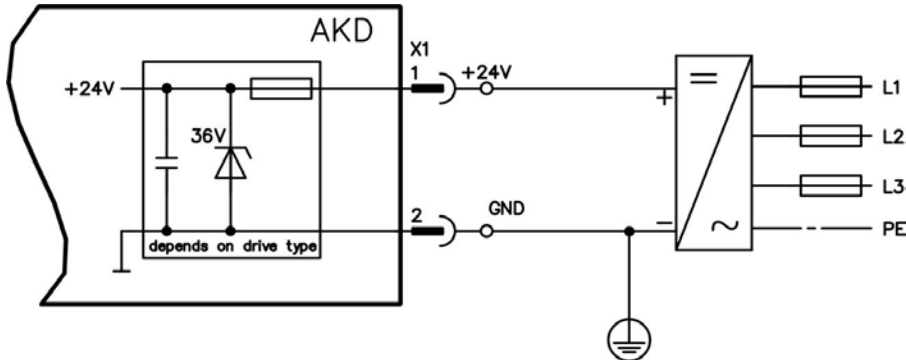 AKD
X1
1
+24V
+24V
36V
2
GND
depends on drive type
+
−
L1
L2
L3
PE